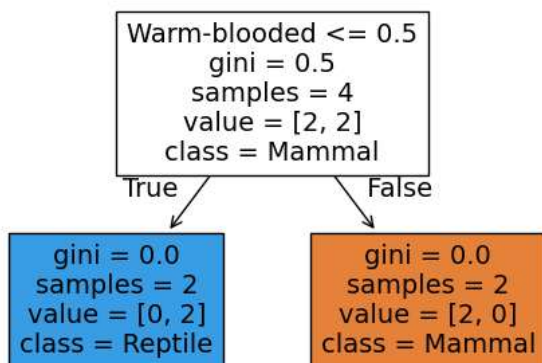 Warm-blooded <= 0.5
gini = 0.5
samples = 4
value = [2, 2]
class = Mammal
True
False
gini = 0.0
samples = 2
value = [0, 2]
class = Reptile
gini = 0.0
samples = 2
value = [2, 0]
class = Mammal